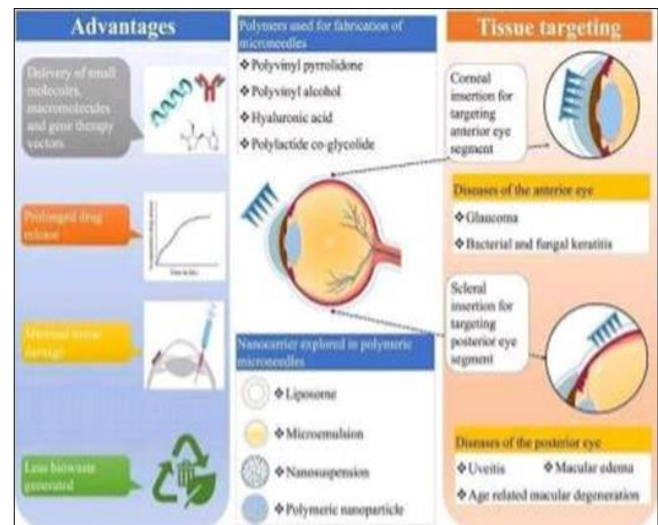 Advantages
Delivery of small
molecules,
macromolecules
and gene therapy
vectors
Prolonged drug
release
Minimal tissue
damage
Less biowaste
generated
Polymers used for fabrication of
microneedles
❖Polyvinyl pyrrolidone
❖Polyvinyl alcohol
❖Hyaluronic acid
❖Polylactide co-glycolide
Nanocarrier explored in polymeric
microneedles
❖Liposome
❖Microemulsion
❖Nanosuspension
❖Polymeric nanoparticle
Tissue targeting
Corneal
insertion for
targeting
anterior eye
segment
Diseases of the anterior eye
❖Glaucoma
❖Bacterial and fungal keratitis
Scleral
insertion for
targeting
posterior eye
segment
Diseases of the posterior eye
❖Uveitis ❖Macular edema
❖Age related macular degeneration